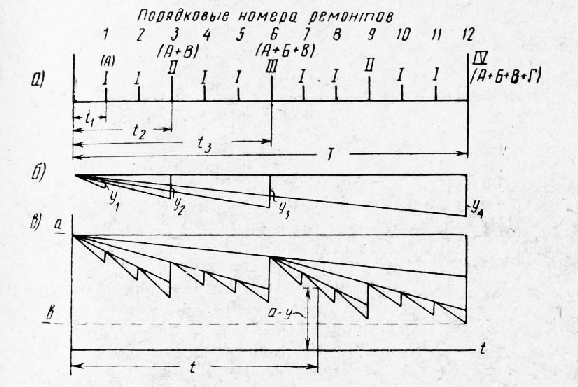 Порядковые номера ремонтов
1 2 3 4 5 6 7 8 9 10 11 12
(А) (А+В) (А+Б+В)
а) I I II I I III I I II I I IV
(А+Б+В+Г)
t₁
t₂
t₃
T
б) y₁ y₂ y₃ y₄
в) a
a-y
в
t
t